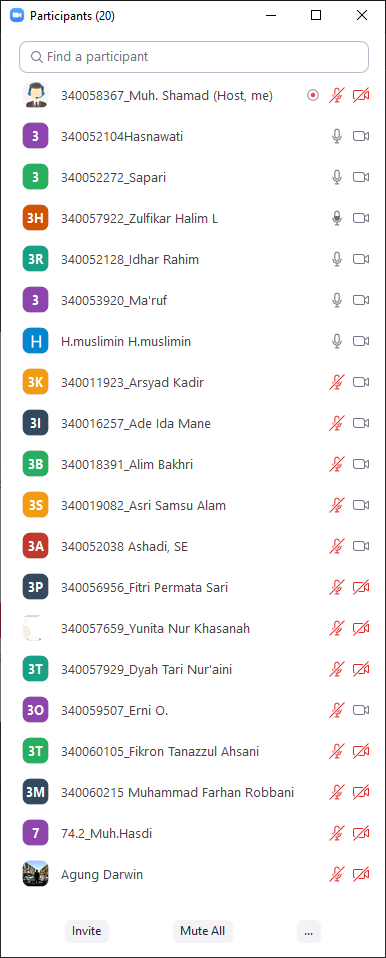 Participants (20)
Find a participant
340058367_Muh. Shamad (Host, me)
3 340052104Hasnawati
3 340052272_Sapari
3H 340057922_Zulfikar Halim L
3R 340052128_Idhar Rahim
3 340053920_Ma'ruf
H H.muslimin H.muslimin
3K 340011923_Arsyad Kadir
3I 340016257_Ade Ida Mane
3B 340018391_Alim Bakhri
3S 340019082_Asri Samsu Alam
3A 340052038 Ashadi, SE
3P 340056956_Fitri Permata Sari
340057659_Yunita Nur Khasanah
3T 340057929_Dyah Tari Nur'aini
3O 340059507_Erni O.
3T 340060105_Fikron Tanazzul Ahsani
3M 340060215 Muhammad Farhan Robbani
7 74.2_Muh.Hasdi
Agung Darwin
Invite Mute All ...